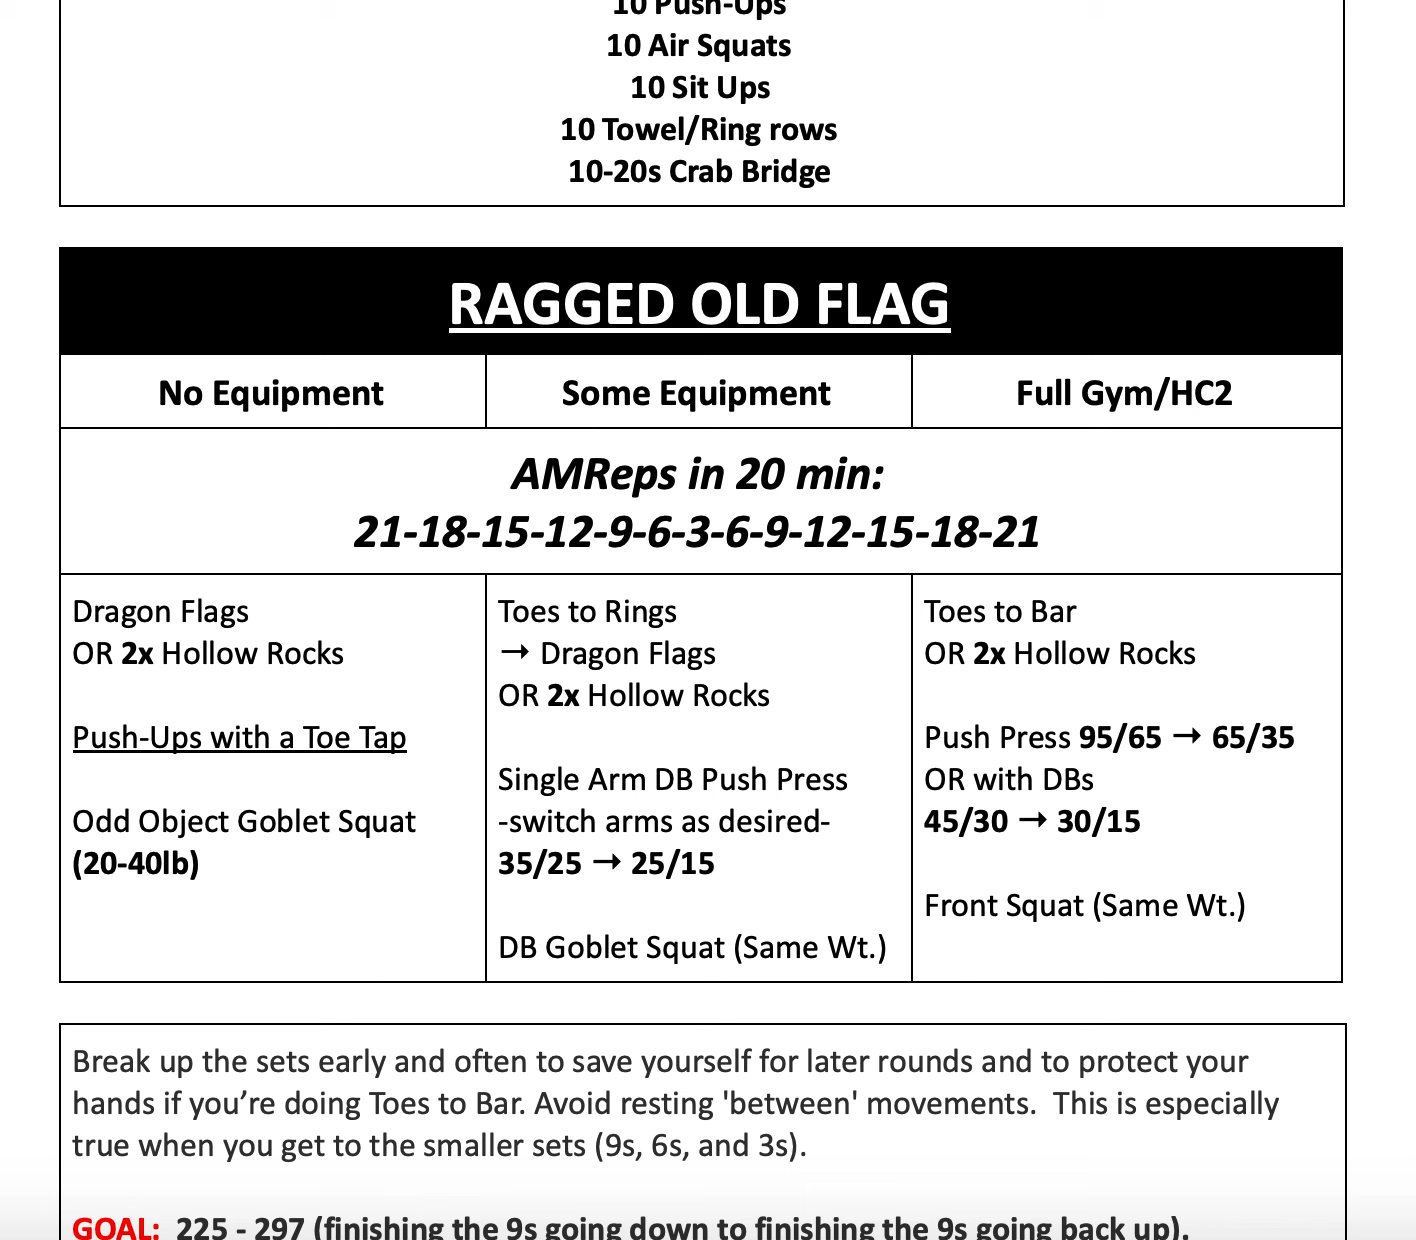 10 Push-Ups
10 Air Squats
10 Sit Ups
10 Towel/Ring rows
10-20s Crab Bridge
RAGGED OLD FLAG
No Equipment
Some Equipment
Full Gym/HC2
AMReps in 20 min:
21-18-15-12-9-6-3-6-9-12-15-18-21
Dragon Flags
OR 2x Hollow Rocks
Push-Ups with a Toe Tap
Odd Object Goblet Squat
(20-40lb)
Toes to Rings
→ Dragon Flags
OR 2x Hollow Rocks
Single Arm DB Push Press
-switch arms as desired-
35/25 → 25/15
DB Goblet Squat (Same Wt.)
Toes to Bar
OR 2x Hollow Rocks
Push Press 95/65 → 65/35
OR with DBs
45/30 → 30/15
Front Squat (Same Wt.)
Break up the sets early and often to save yourself for later rounds and to protect your
hands if you’re doing Toes to Bar. Avoid resting 'between' movements.  This is especially
true when you get to the smaller sets (9s, 6s, and 3s).
GOAL:  225 - 297 (finishing the 9s going down to finishing the 9s going back up).